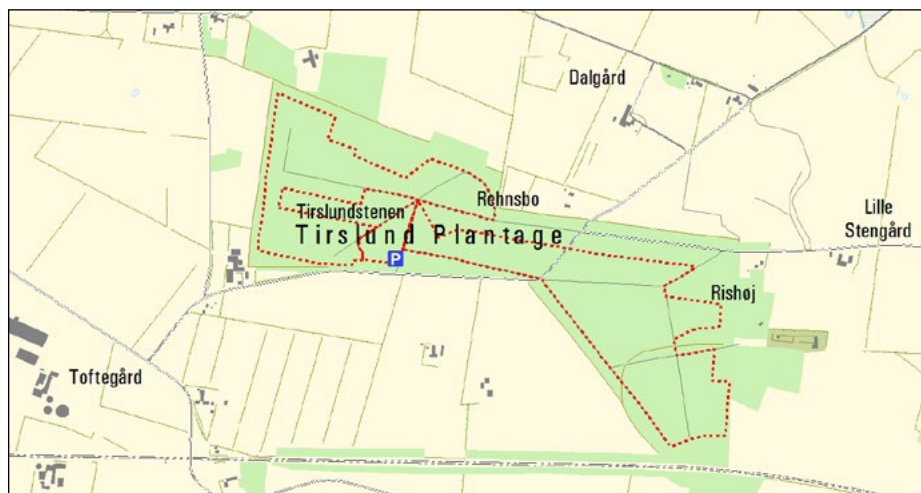 Dalgård
Rehnsbo
Tirslundstenen
Tirslund Plantage
Lille
Stengård
P
Rishøj
Toftegård